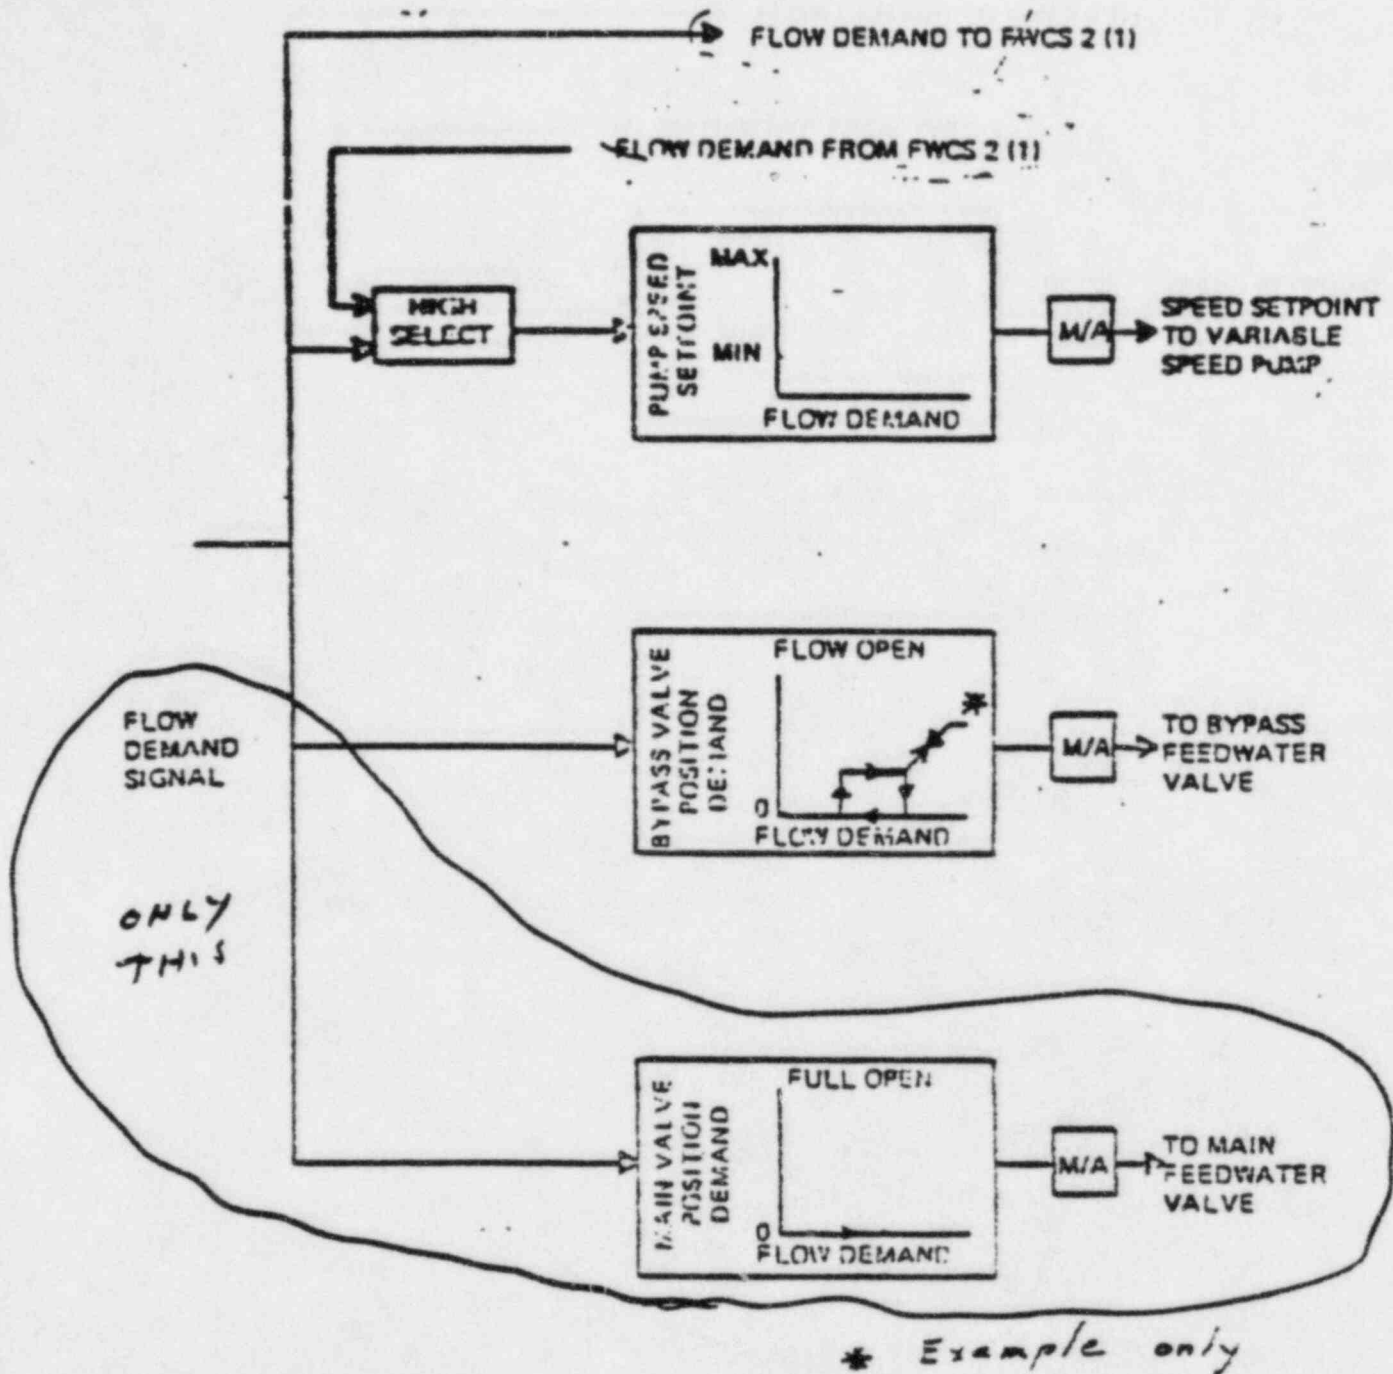 FLOW DEMAND TO FWCS 2 (1)
FLOW DEMAND FROM FWCS 2 (1)
HIGH
SELECT
PUMP SPEED
SETPOINT
MAX
MIN
FLOW DEMAND
M/A
SPEED SETPOINT
TO VARIABLE
SPEED PUMP
FLOW
DEMAND
SIGNAL
BYPASS VALVE
POSITION
DEMAND
FLOW OPEN
*
0
FLOW DEMAND
M/A
TO BYPASS
FEEDWATER
VALVE
ONLY
THIS
MAIN VALVE
POSITION
DEMAND
FULL OPEN
0
FLOW DEMAND
M/A
TO MAIN
FEEDWATER
VALVE
* Example only